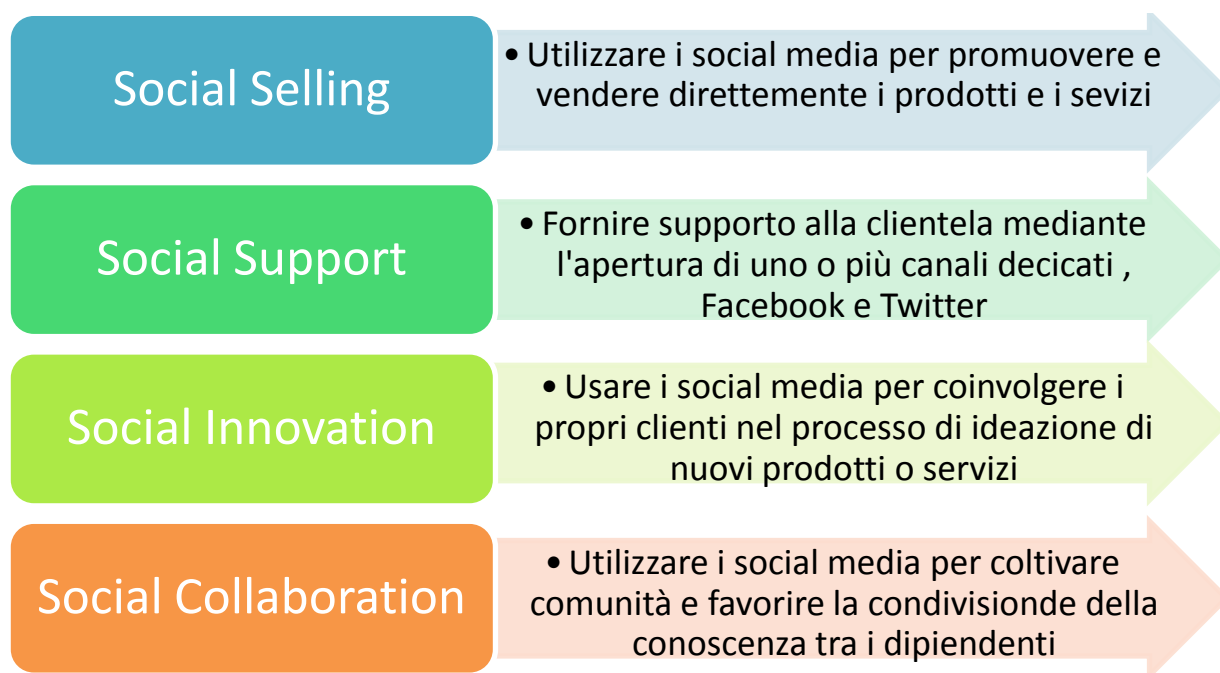 Social Selling
• Utilizzare i social media per promuovere e
vendere direttamente i prodotti e i sevizi
Social Support
• Fornire supporto alla clientela mediante
l'apertura di uno o più canali decicati ,
Facebook e Twitter
Social Innovation
• Usare i social media per coinvolgere i
propri clienti nel processo di ideazione di
nuovi prodotti o servizi
Social Collaboration
• Utilizzare i social media per coltivare
comunità e favorire la condivisionde della
conoscenza tra i dipiendenti